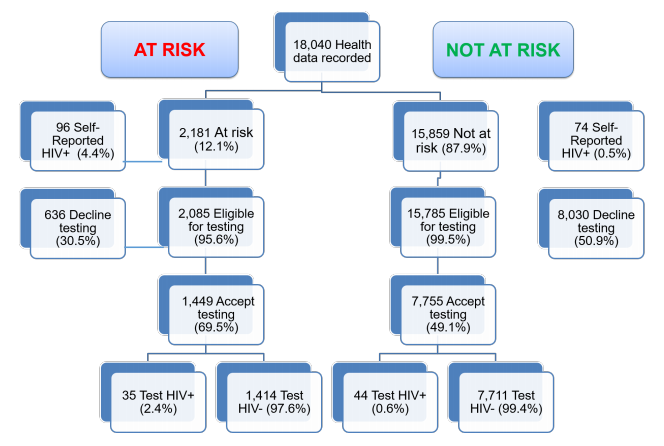 AT RISK
18,040 Health
data recorded
NOT AT RISK
96 Self-
Reported
HIV+ (4.4%)
2,181 At risk
(12.1%)
15,859 Not at
risk (87.9%)
74 Self-
Reported
HIV+ (0.5%)
636 Decline
testing
(30.5%)
2,085 Eligible
for testing
(95.6%)
15,785 Eligible
for testing
(99.5%)
8,030 Decline
testing
(50.9%)
1,449 Accept
testing
(69.5%)
7,755 Accept
testing
(49.1%)
35 Test HIV+
(2.4%)
1,414 Test
HIV- (97.6%)
44 Test HIV+
(0.6%)
7,711 Test
HIV- (99.4%)